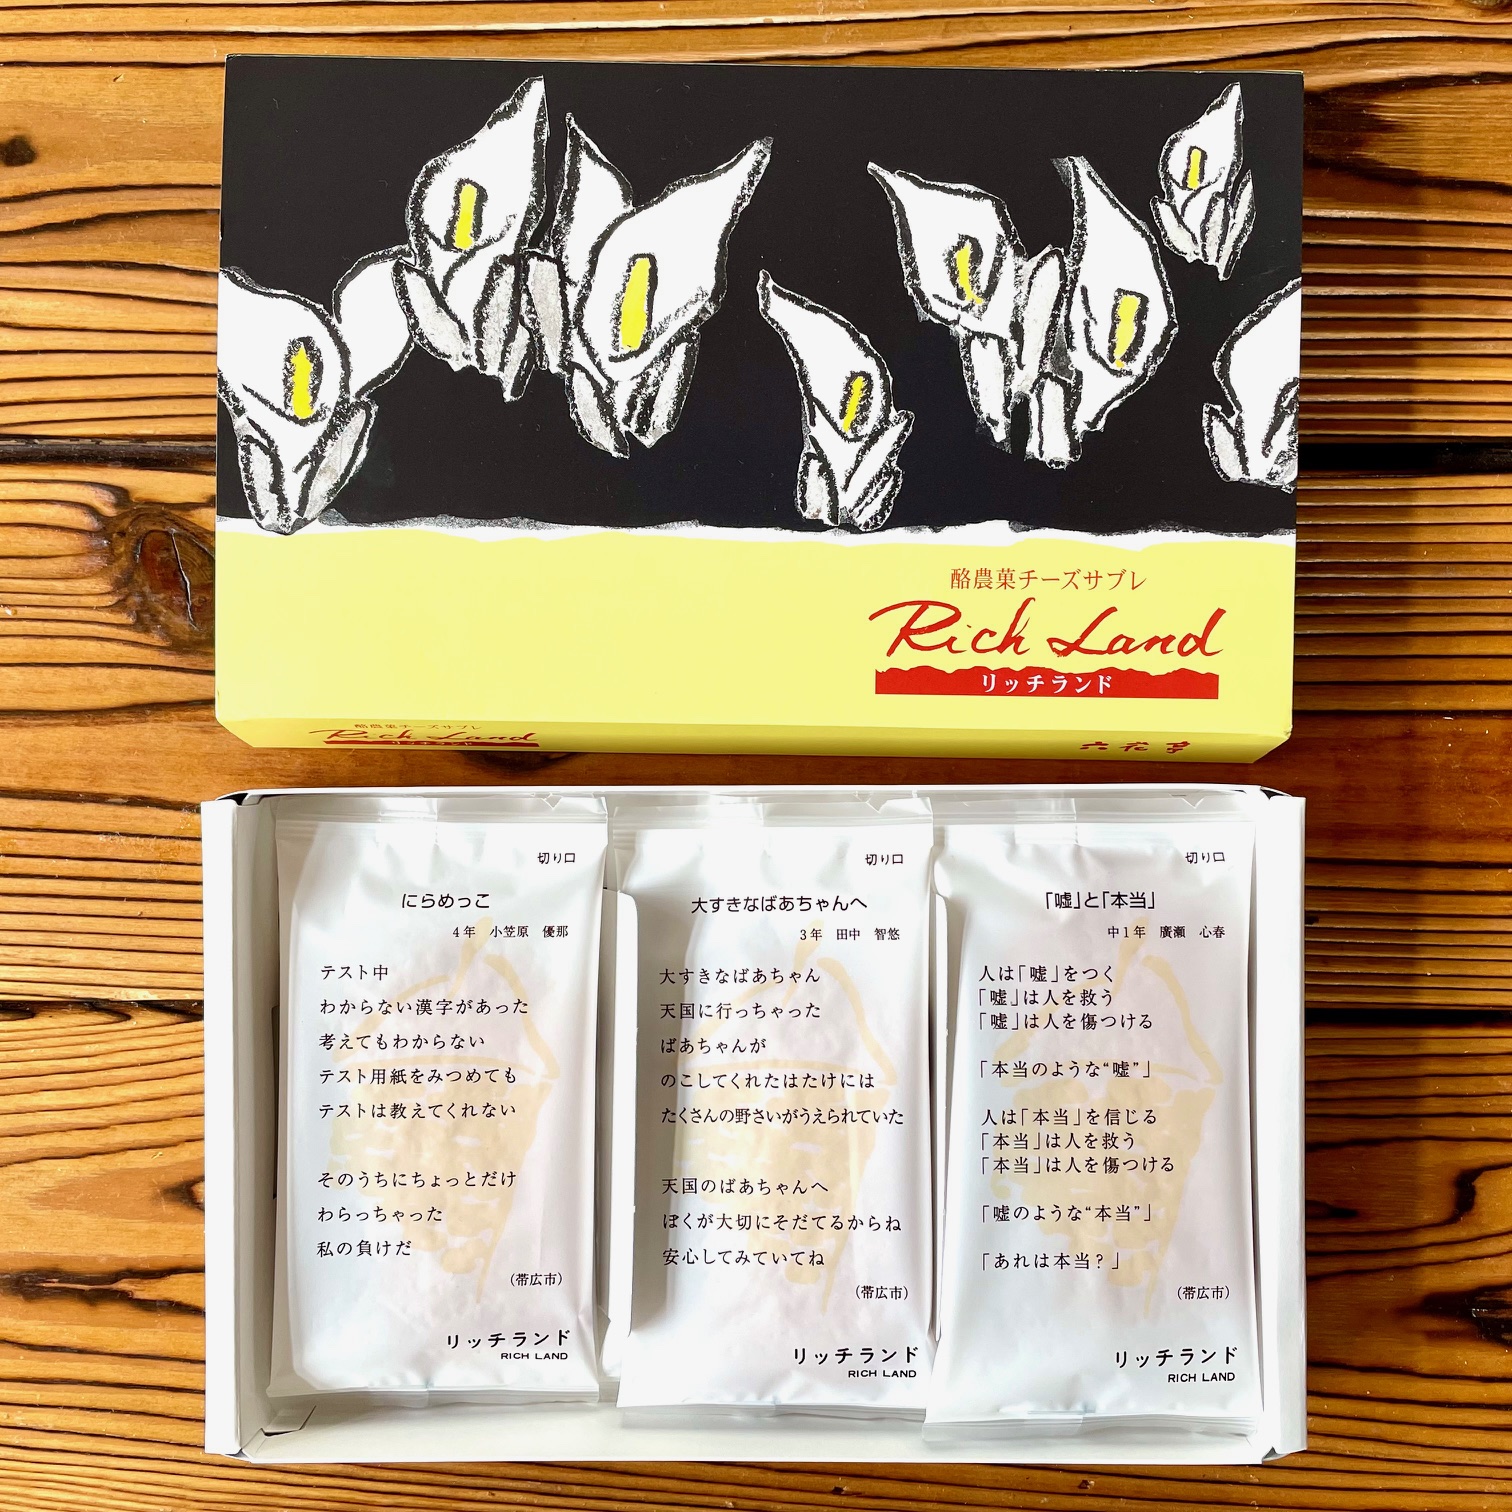 酪農菓チーズサブレ
Rich Land
リッチランド
酪農菓チーズサブレ
Rich Land
リッチランド
六花亭
切り口
にらめっこ
4年 小笠原 優那
テスト中
わからない漢字があった
考えてもわからない
テスト用紙をみつめても
テストは教えてくれない
そのうちにちょっとだけ
わらっちゃった
私の負けだ
(帯広市)
リッチランド
RICH LAND
切り口
大すきなばあちゃんへ
3年 田中 智悠
大すきなばあちゃん
天国に行っちゃった
ばあちゃんが
のこしてくれたはたけには
たくさんの野さいがうえられていた
天国のばあちゃんへ
ぼくが大切にそだてるからね
安心してみていてね
(帯広市)
リッチランド
RICH LAND
切り口
「嘘」と「本当」
中1年 廣瀬 心春
人は「嘘」をつく
「嘘」は人を救う
「嘘」は人を傷つける
「本当のような“嘘”」
人は「本当」を信じる
「本当」は人を救う
「本当」は人を傷つける
「嘘のような“本当”」
「あれは本当?」
(帯広市)
リッチランド
RICH LAND